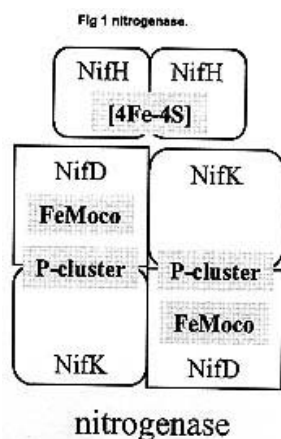 Fig 1 nitrogenase.
NifH NifH
[4Fe-4S]
NifD
NifK
FeMoco
P-cluster P-cluster
FeMoco
NifK
NifD
nitrogenase